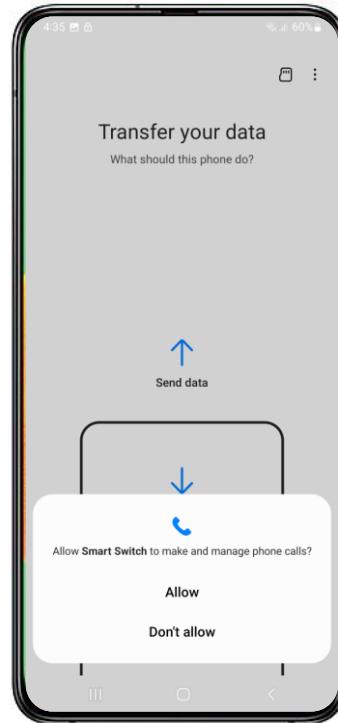 4:35
60%
Transfer your data
What should this phone do?
Send data
Allow Smart Switch to make and manage phone calls?
Allow
Don't allow